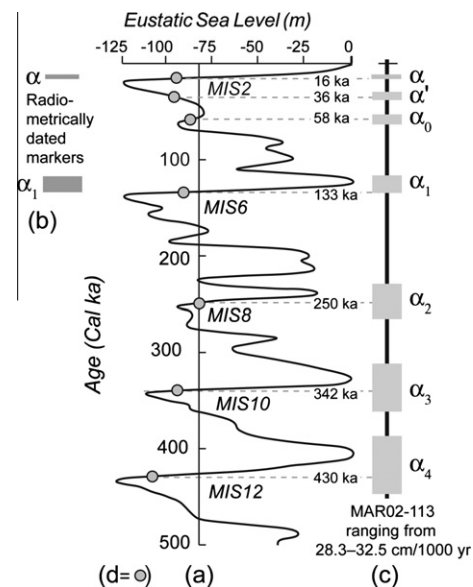 Eustatic Sea Level (m)
-125 -100 -75 -50 -25 0
α
Radio-
metrically
dated
markers
α1
(b)
Age (Cal ka)
100
200
300
400
500
MIS2
MIS6
MIS8
MIS10
MIS12
16 ka
36 ka
58 ka
133 ka
250 ka
342 ka
430 ka
α
α'
α0
α1
α2
α3
α4
MAR02-113
ranging from
28.3–32.5 cm/1000 yr
(d= ) (a) (c)